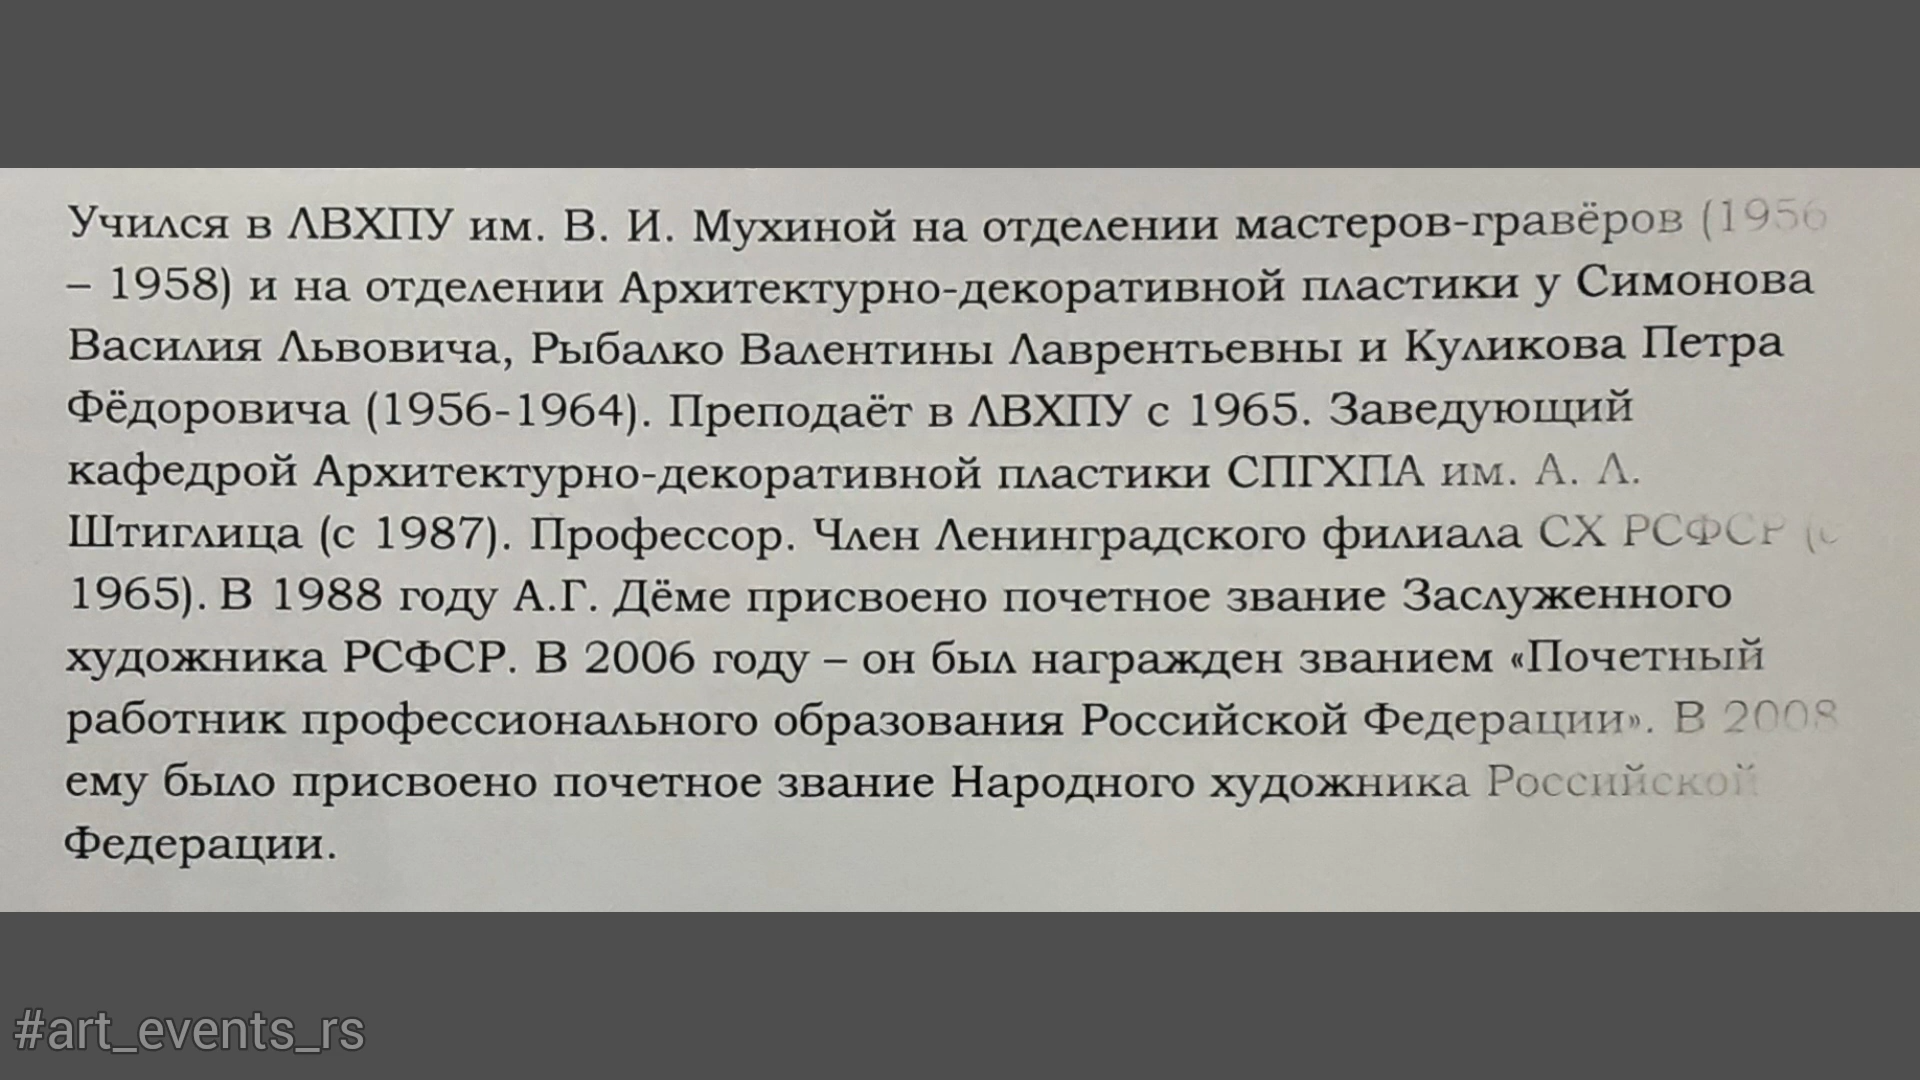 Учился в ЛВХПУ им. В. И. Мухиной на отделении мастеров-гравёров (1956
– 1958) и на отделении Архитектурно-декоративной пластики у Симонова
Василия Львовича, Рыбалко Валентины Лаврентьевны и Куликова Петра
Фёдоровича (1956-1964). Преподаёт в ЛВХПУ с 1965. Заведующий
кафедрой Архитектурно-декоративной пластики СПГХПА им. А. Л.
Штиглица (с 1987). Профессор. Член Ленинградского филиала СХ РСФСР (с
1965). В 1988 году А.Г. Дёме присвоено почетное звание Заслуженного
художника РСФСР. В 2006 году – он был награжден званием «Почетный
работник профессионального образования Российской Федерации». В 2008
ему было присвоено почетное звание Народного художника Российской
Федерации.
#art_events_rs